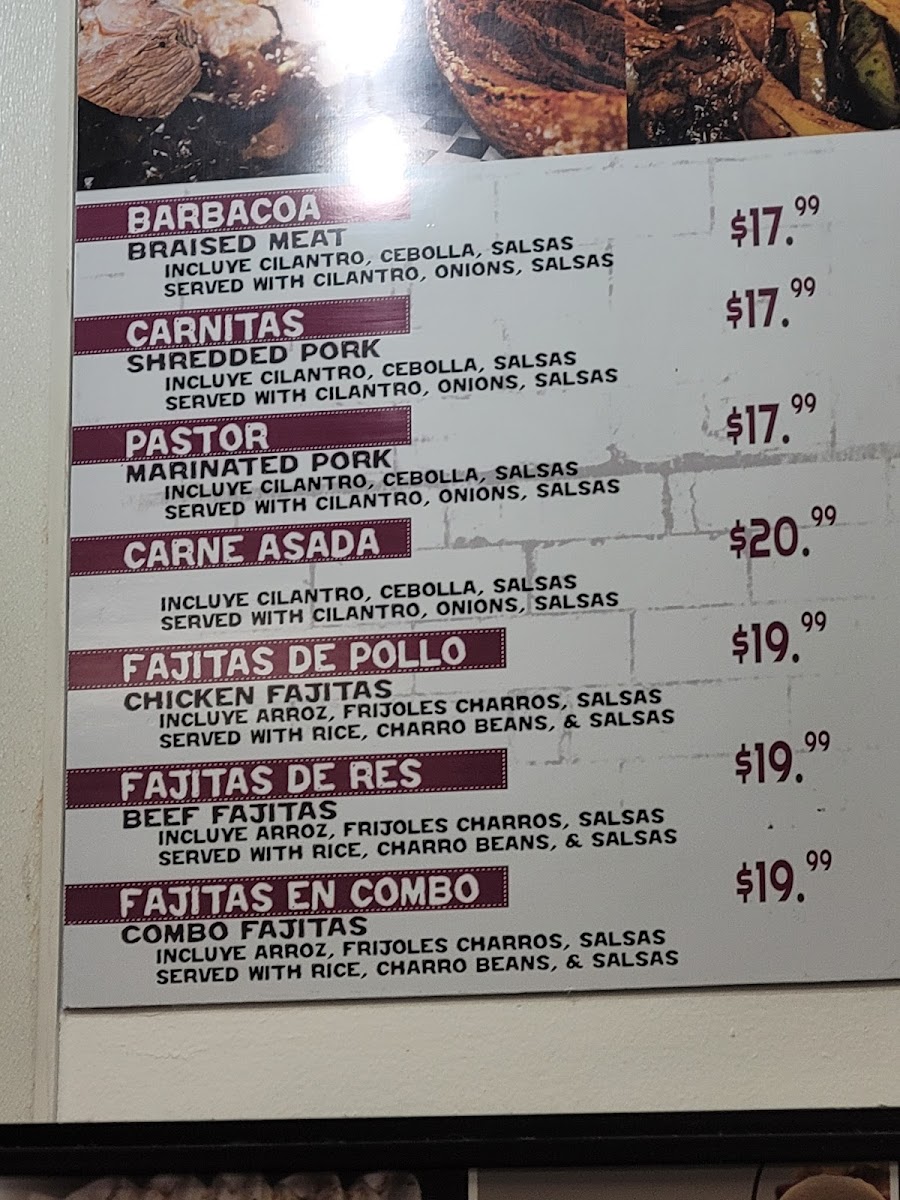 BARBACOA $17.99
BRAISED MEAT
INCLUYE CILANTRO, CEBOLLA, SALSAS
SERVED WITH CILANTRO, ONIONS, SALSAS
CARNITAS $17.99
SHREDDED PORK
INCLUYE CILANTRO, CEBOLLA, SALSAS
SERVED WITH CILANTRO, ONIONS, SALSAS
PASTOR $17.99
MARINATED PORK
INCLUYE CILANTRO, CEBOLLA, SALSAS
SERVED WITH CILANTRO, ONIONS, SALSAS
CARNE ASADA $20.99
INCLUYE CILANTRO, CEBOLLA, SALSAS
SERVED WITH CILANTRO, ONIONS, SALSAS
FAJITAS DE POLLO $19.99
CHICKEN FAJITAS
INCLUYE ARROZ, FRIJOLES CHARROS, SALSAS
SERVED WITH RICE, CHARRO BEANS, & SALSAS
FAJITAS DE RES $19.99
BEEF FAJITAS
INCLUYE ARROZ, FRIJOLES CHARROS, SALSAS
SERVED WITH RICE, CHARRO BEANS, & SALSAS
FAJITAS EN COMBO $19.99
COMBO FAJITAS
INCLUYE ARROZ, FRIJOLES CHARROS, SALSAS
SERVED WITH RICE, CHARRO BEANS, & SALSAS